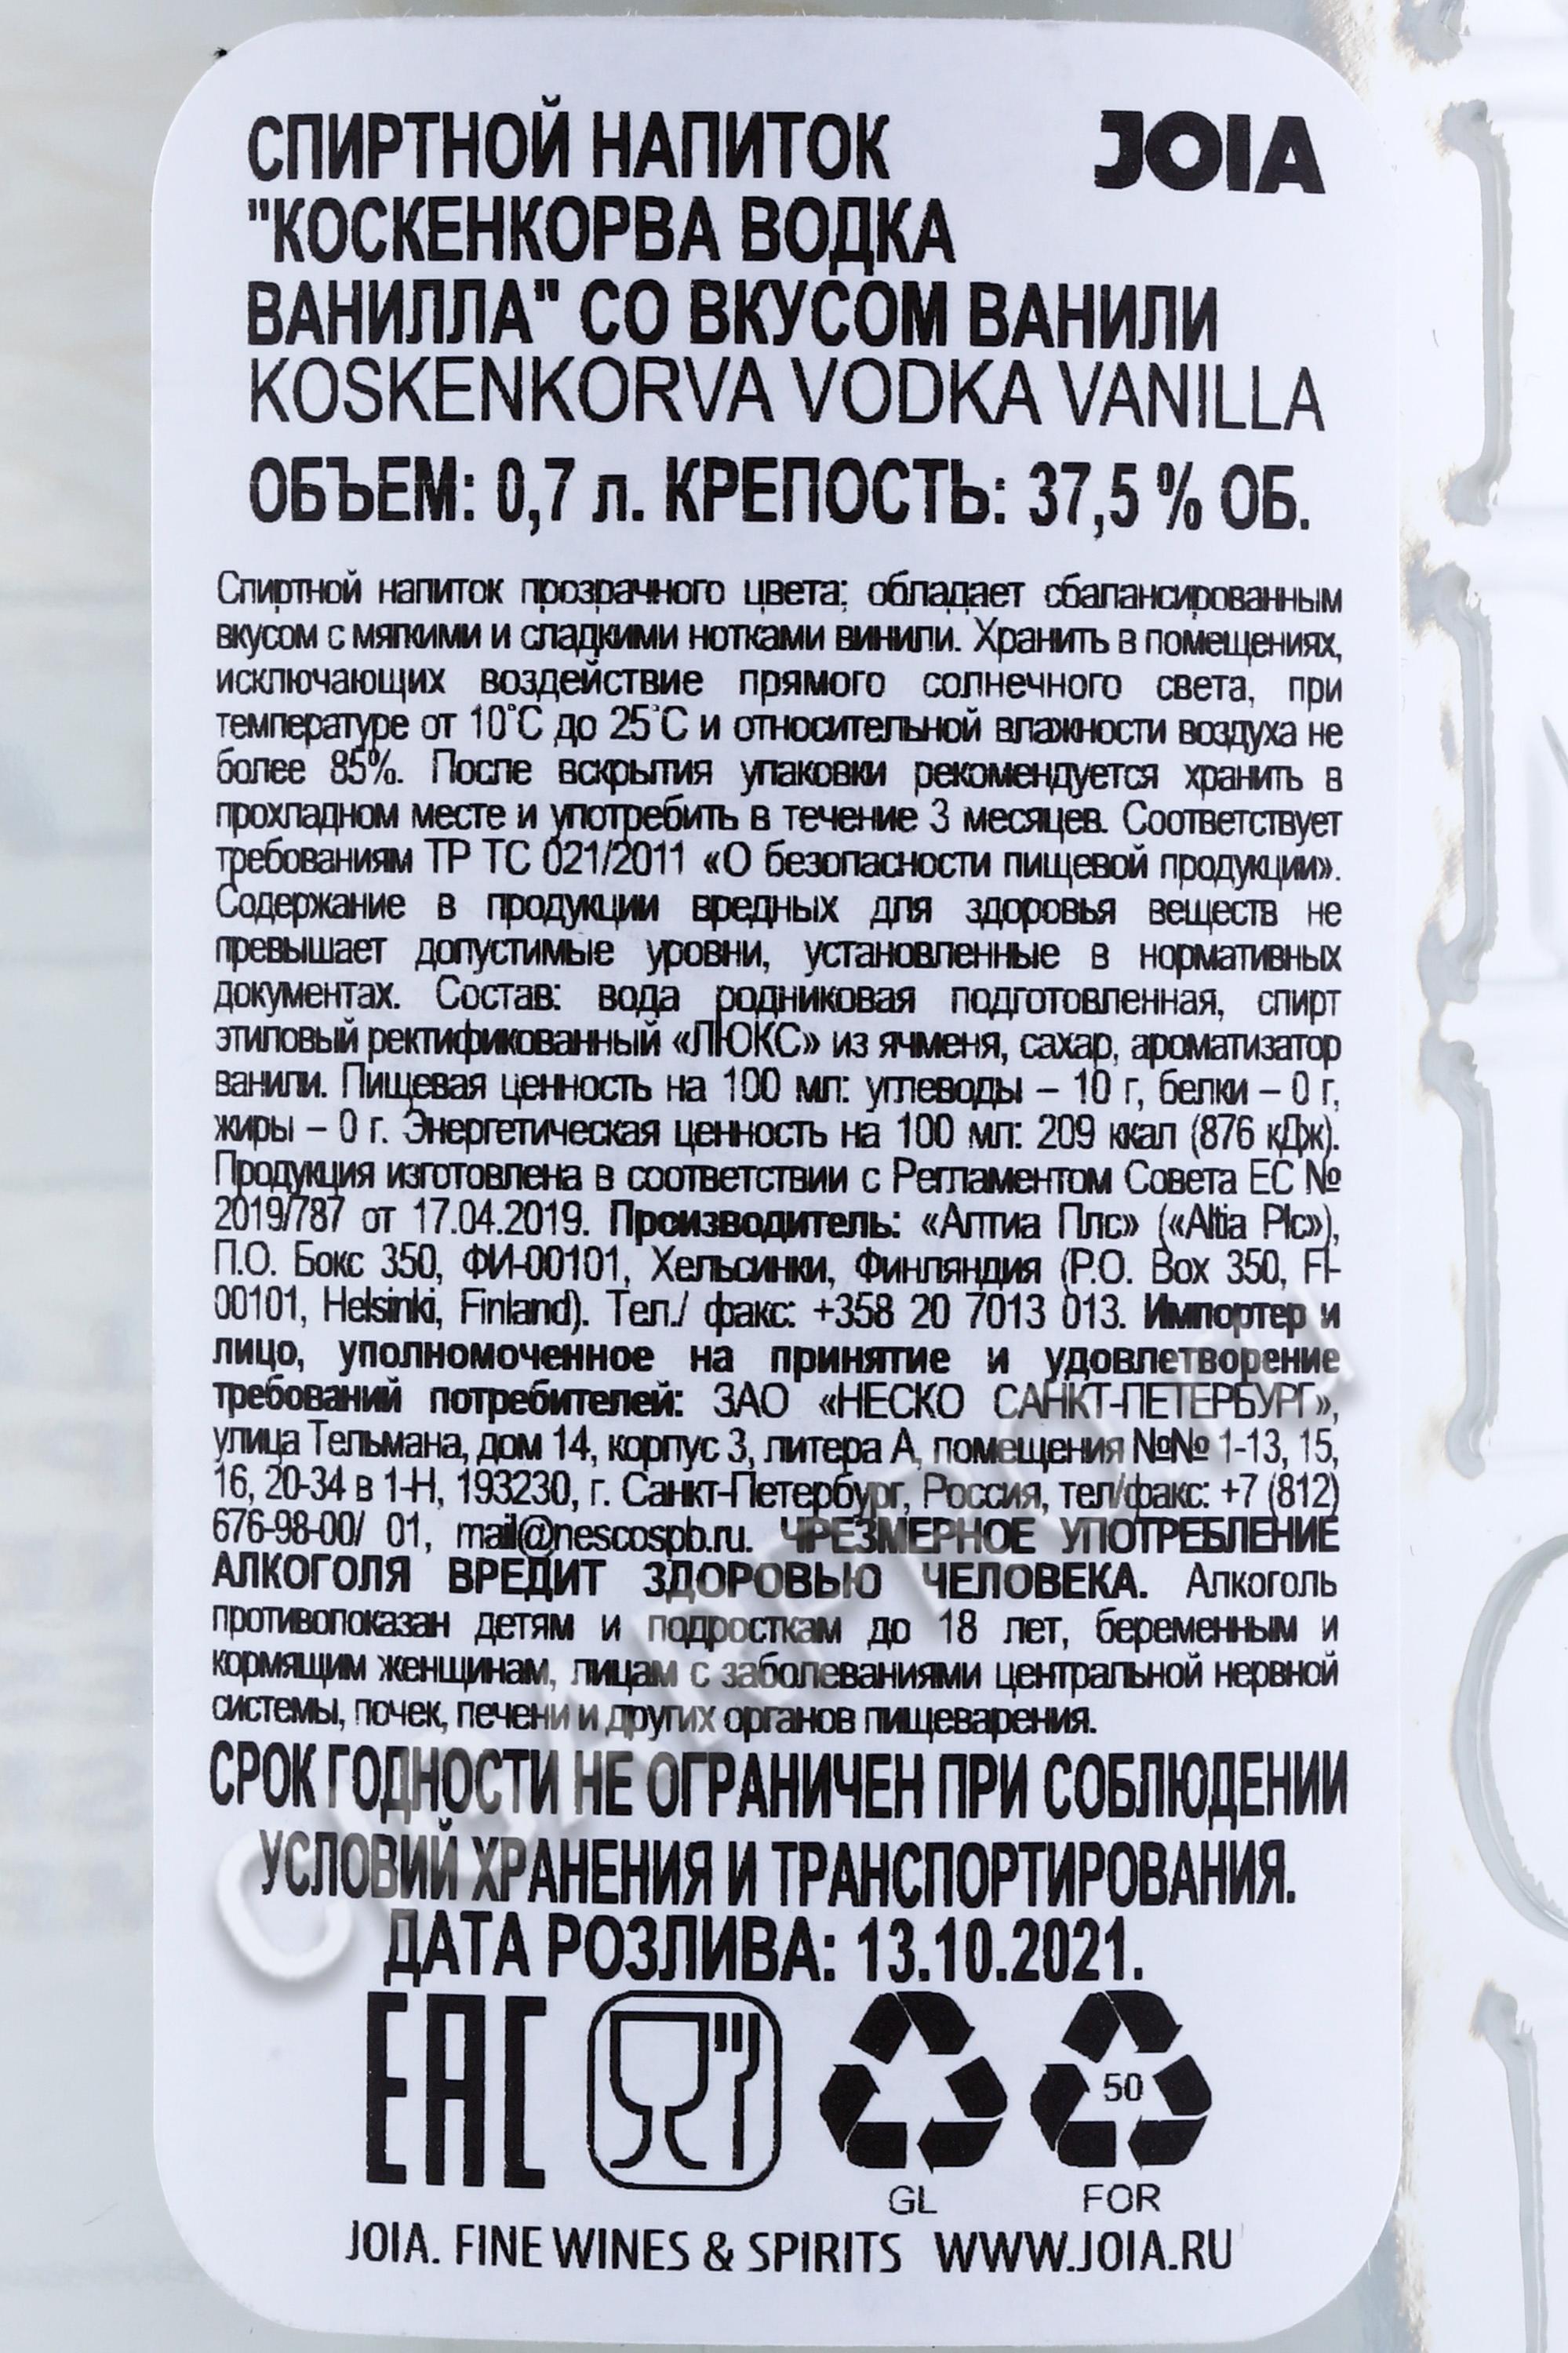 СПИРТНОЙ НАПИТОК
JOIA
"КОСКЕНКОРВА ВОДКА
ВАНИЛЛА" СО ВКУСОМ ВАНИЛИ
KOSKENKORVA VODKA VANILLA
ОБЪЕМ: 0,7 л. КРЕПОСТЬ: 37,5 % ОБ.
Спиртной напиток прозрачного цвета; обладает сбалансированным
вкусом с мягкими и сладкими нотками винили. Хранить в помещениях,
исключающих воздействие прямого солнечного света, при
температуре от 10°С до 25°С и относительной влажности воздуха не
более 85%. После вскрытия упаковки рекомендуется хранить в
прохладном месте и употребить в течение 3 месяцев. Соответствует
требованиям ТР ТС 021/2011 «О безопасности пищевой продукции».
Содержание в продукции вредных для здоровья веществ не
превышает допустимые уровни, установленные в нормативных
документах. Состав: вода родниковая подготовленная, спирт
этиловый ректификованный «ЛЮКС» из ячменя, сахар, ароматизатор
ванили. Пищевая ценность на 100 мл: углеводы – 10 г, белки – 0 г,
жиры – 0 г. Энергетическая ценность на 100 мл: 209 ккал (876 кДж).
Продукция изготовлена в соответствии с Регламентом Совета ЕС №
2019/787 от 17.04.2019. Производитель: «Алтиа Плс» («Altia Plc»),
П.О. Бокс 350, ФИ-00101, Хельсинки, Финляндия (P.O. Box 350, FI-
00101, Helsinki, Finland). Тел./ факс: +358 20 7013 013. Импортер и
лицо, уполномоченное на принятие и удовлетворение
требований потребителей: ЗАО «НЕСКО САНКТ-ПЕТЕРБУРГ»,
улица Тельмана, дом 14, корпус 3, литера А, помещения №№ 1-13, 15,
16, 20-34 в 1-Н, 193230, г. Санкт-Петербург, Россия, тел/факс: +7 (812)
676-98-00/ 01, mail@nescospb.ru. ЧРЕЗМЕРНОЕ УПОТРЕБЛЕНИЕ
АЛКОГОЛЯ ВРЕДИТ ЗДОРОВЬЮ ЧЕЛОВЕКА. Алкоголь
противопоказан детям и подросткам до 18 лет, беременным и
кормящим женщинам, лицам с заболеваниями центральной нервной
системы, почек, печени и других органов пищеварения.
СРОК ГОДНОСТИ НЕ ОГРАНИЧЕН ПРИ СОБЛЮДЕНИИ
УСЛОВИЙ ХРАНЕНИЯ И ТРАНСПОРТИРОВАНИЯ.
ДАТА РОЗЛИВА: 13.10.2021.
EAC
50
GL
FOR
JOIA. FINE WINES & SPIRITS WWW.JOIA.RU
CIGARPRO.ru